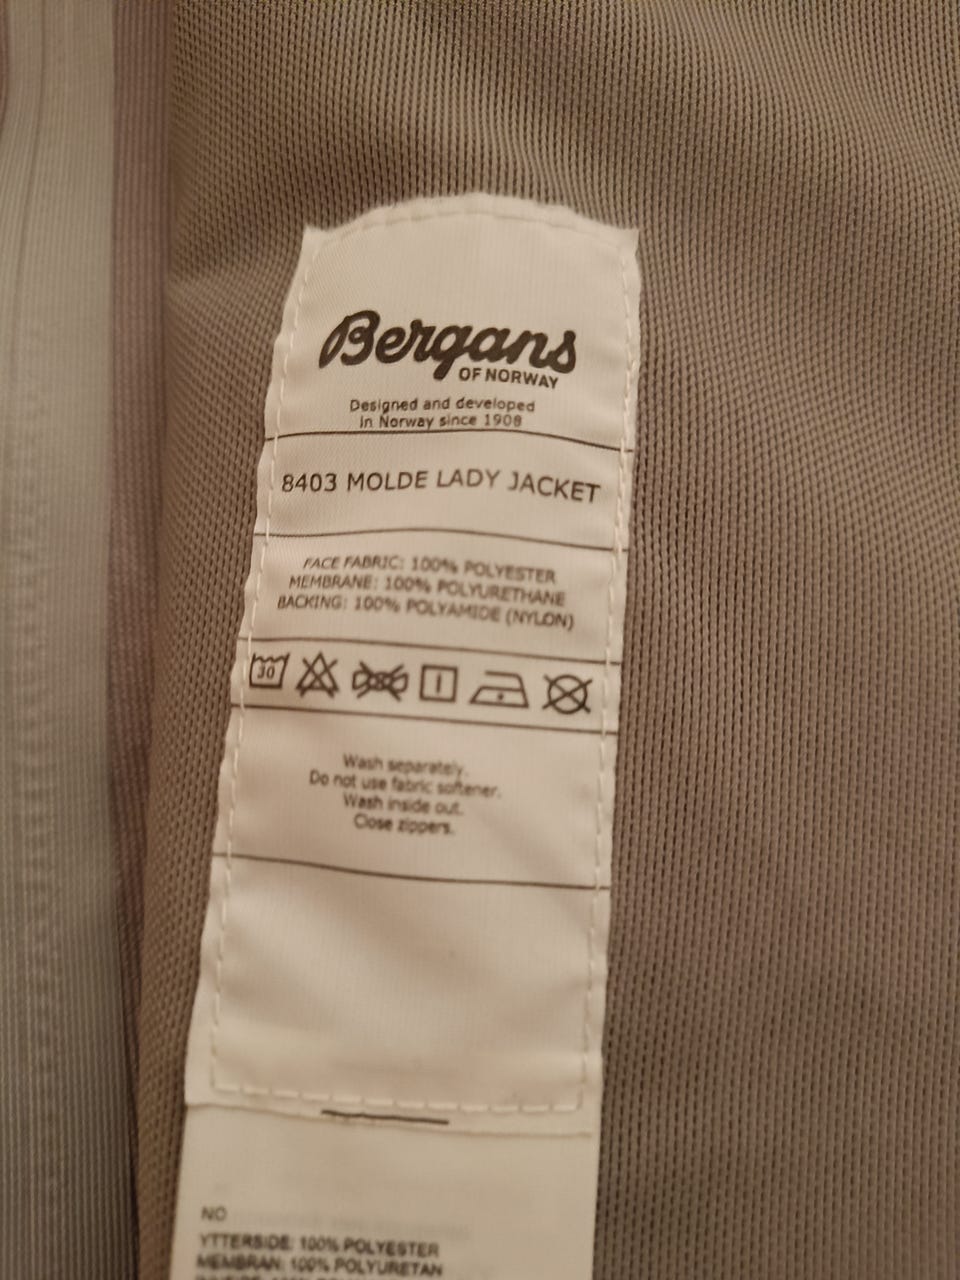 Bergans
OF NORWAY
Designed and developed
in Norway since 1908
8403 MOLDE LADY JACKET
FACE FABRIC: 100% POLYESTER
MEMBRANE: 100% POLYURETHANE
BACKING: 100% POLYAMIDE (NYLON)
30
Wash separately.
Do not use fabric softener.
Wash inside out.
Close zippers.
NO
YTTERSIDE: 100% POLYESTER
MEMBRAN: 100% POLYURETAN